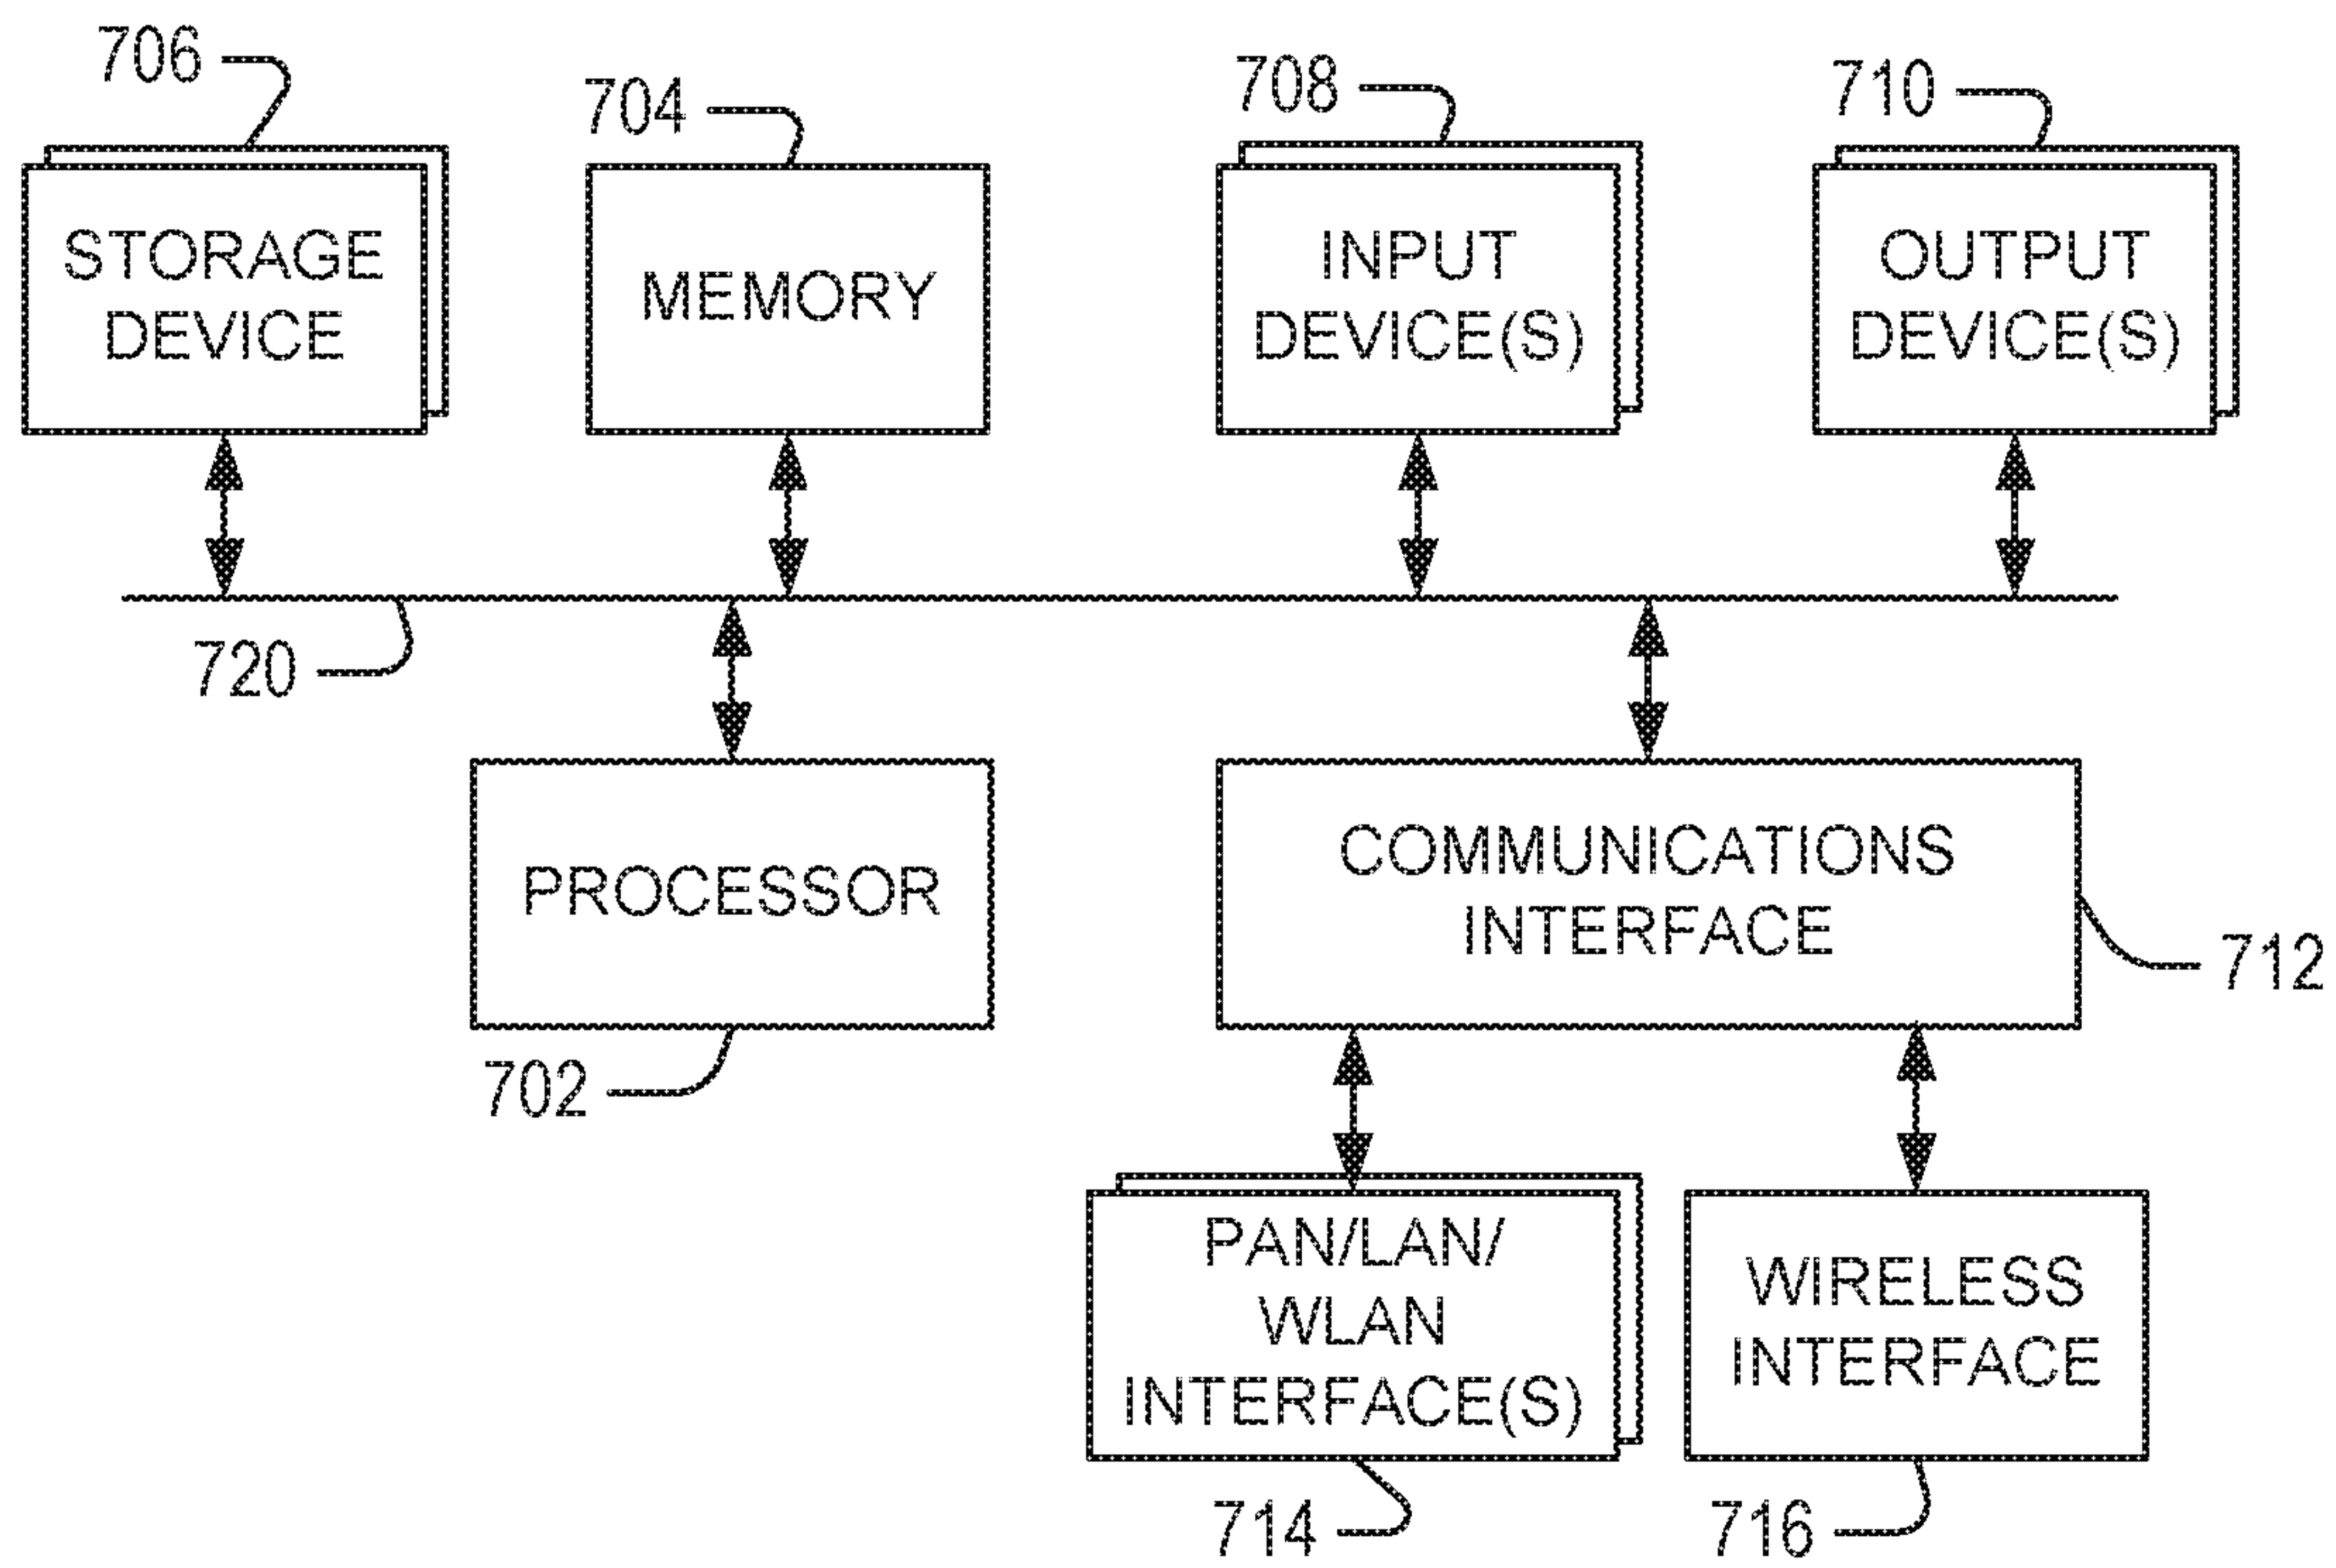 706
704
708
710
STORAGE
DEVICE
MEMORY
INPUT
DEVICE(S)
OUTPUT
DEVICE(S)
720
PROCESSOR
COMMUNICATIONS
INTERFACE
712
702
PAN/LAN/
WLAN
INTERFACE(S)
WIRELESS
INTERFACE
714
716